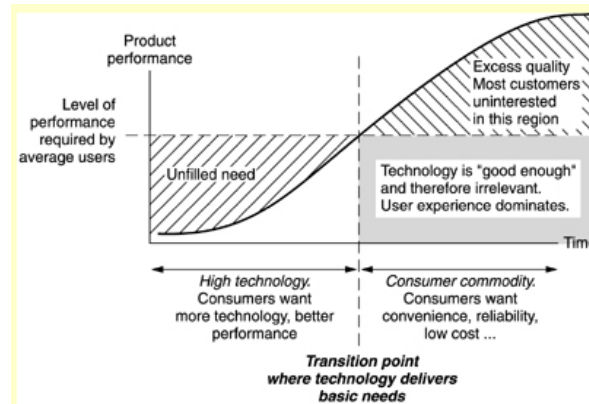 Product
performance
Level of
performance
required by
average users
Excess quality
Most customers
uninterested
in this region
Unfilled need
Technology is "good enough"
and therefore irrelevant.
User experience dominates.
Time
High technology.
Consumers want
more technology, better
performance
Consumer commodity.
Consumers want
convenience, reliability,
low cost ...
Transition point
where technology delivers
basic needs